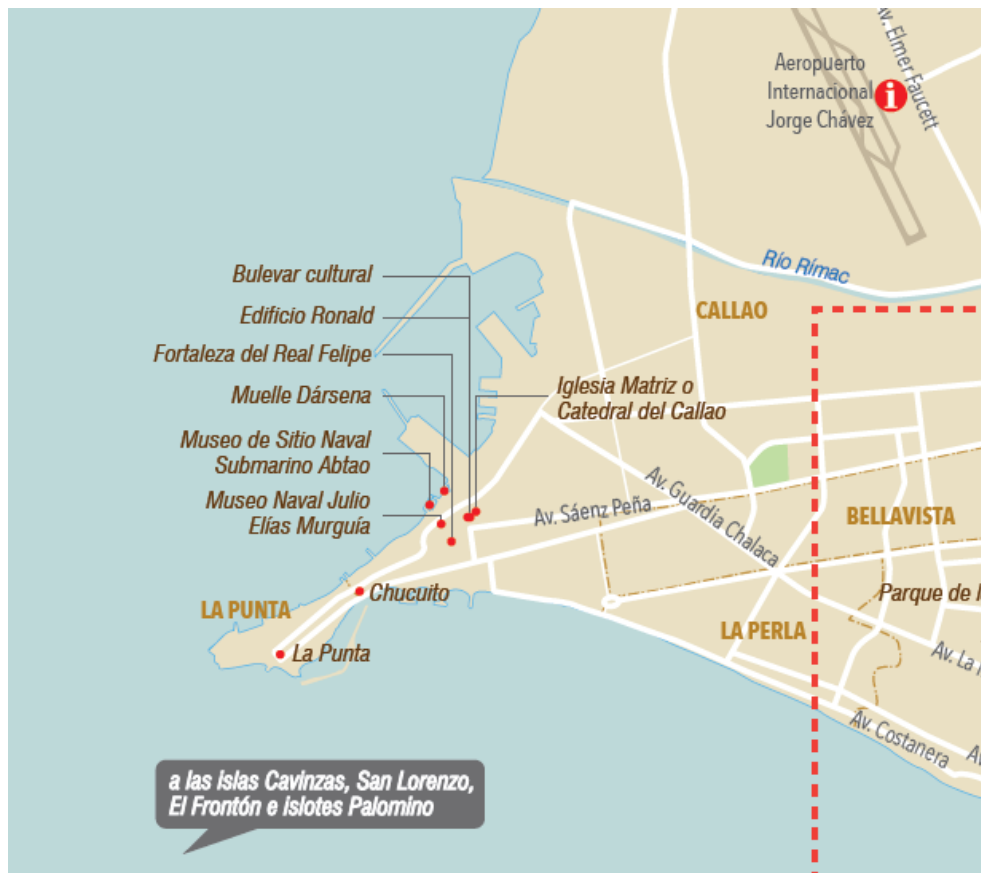 Av. Elmer Faucett
Aeropuerto
Internacional
Jorge Chávez
i
Río Rímac
Bulevar cultural
CALLAO
Edificio Ronald
Fortaleza del Real Felipe
Iglesia Matriz o
Catedral del Callao
Muelle Dársena
Museo de Sitio Naval
Submarino Abtao
Museo Naval Julio
Elías Murguía
Av. Sáenz Peña
Av. Guardia Chalaca
BELLAVISTA
Chucuito
Parque de
LA PUNTA
LA PERLA
La Punta
Av. La
Av. Costanera
Av.
a las islas Cavinzas, San Lorenzo,
El Frontón e islotes Palomino